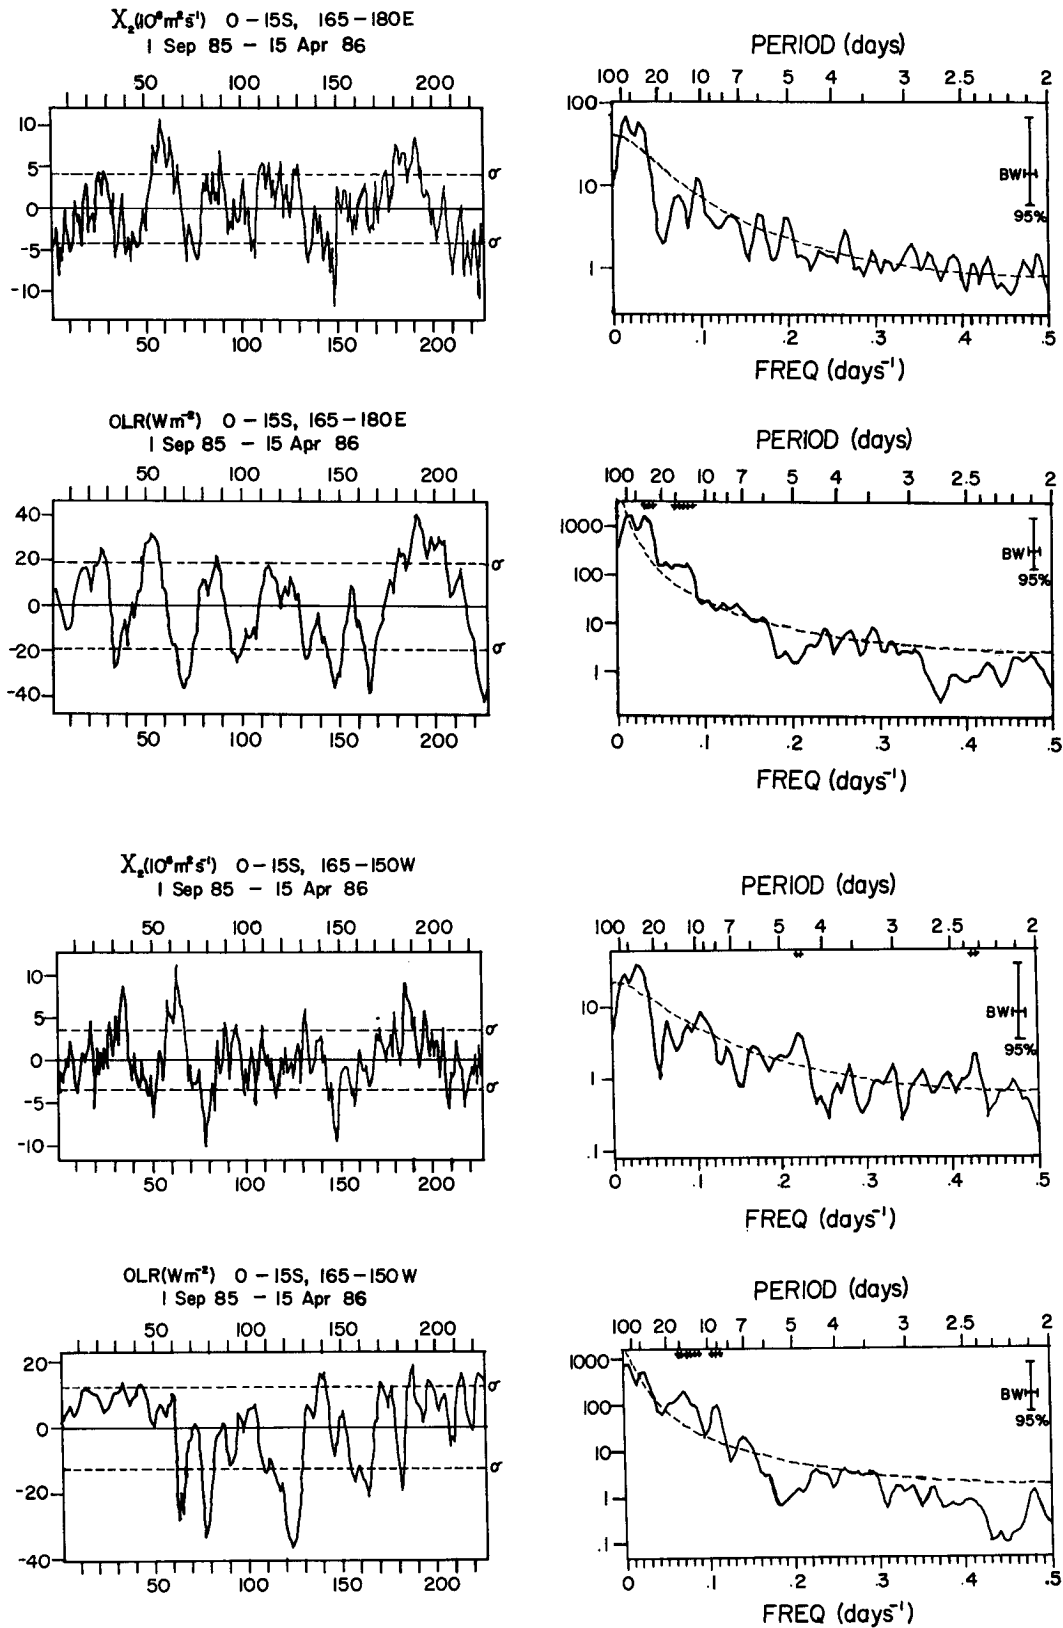 X₂(10⁶m²s⁻¹) 0–15S, 165–180E
1 Sep 85 – 15 Apr 86
50 100 150 200
10
5
0
-5
-10
σ
σ
50 100 150 200
PERIOD (days)
100 20 10 7 5 4 3 2.5 2
100
10
1
BW
95%
0 .1 .2 .3 .4 .5
FREQ (days⁻¹)
OLR(Wm⁻²) 0–15S, 165–180E
1 Sep 85 – 15 Apr 86
50 100 150 200
40
20
0
-20
-40
σ
σ
50 100 150 200
PERIOD (days)
100 20 10 7 5 4 3 2.5 2
1000
100
10
1
BW
95%
0 .1 .2 .3 .4 .5
FREQ (days⁻¹)
X₂(10⁶m²s⁻¹) 0–15S, 165–150W
1 Sep 85 – 15 Apr 86
50 100 150 200
10
5
0
-5
-10
σ
σ
50 100 150 200
PERIOD (days)
100 20 10 7 5 4 3 2.5 2
10
1
.1
BW
95%
0 .1 .2 .3 .4 .5
FREQ (days⁻¹)
OLR(Wm⁻²) 0–15S, 165–150W
1 Sep 85 – 15 Apr 86
50 100 150 200
20
0
-20
-40
σ
σ
50 100 150 200
PERIOD (days)
100 20 10 7 5 4 3 2.5 2
1000
100
10
1
.1
BW
95%
0 .1 .2 .3 .4 .5
FREQ (days⁻¹)